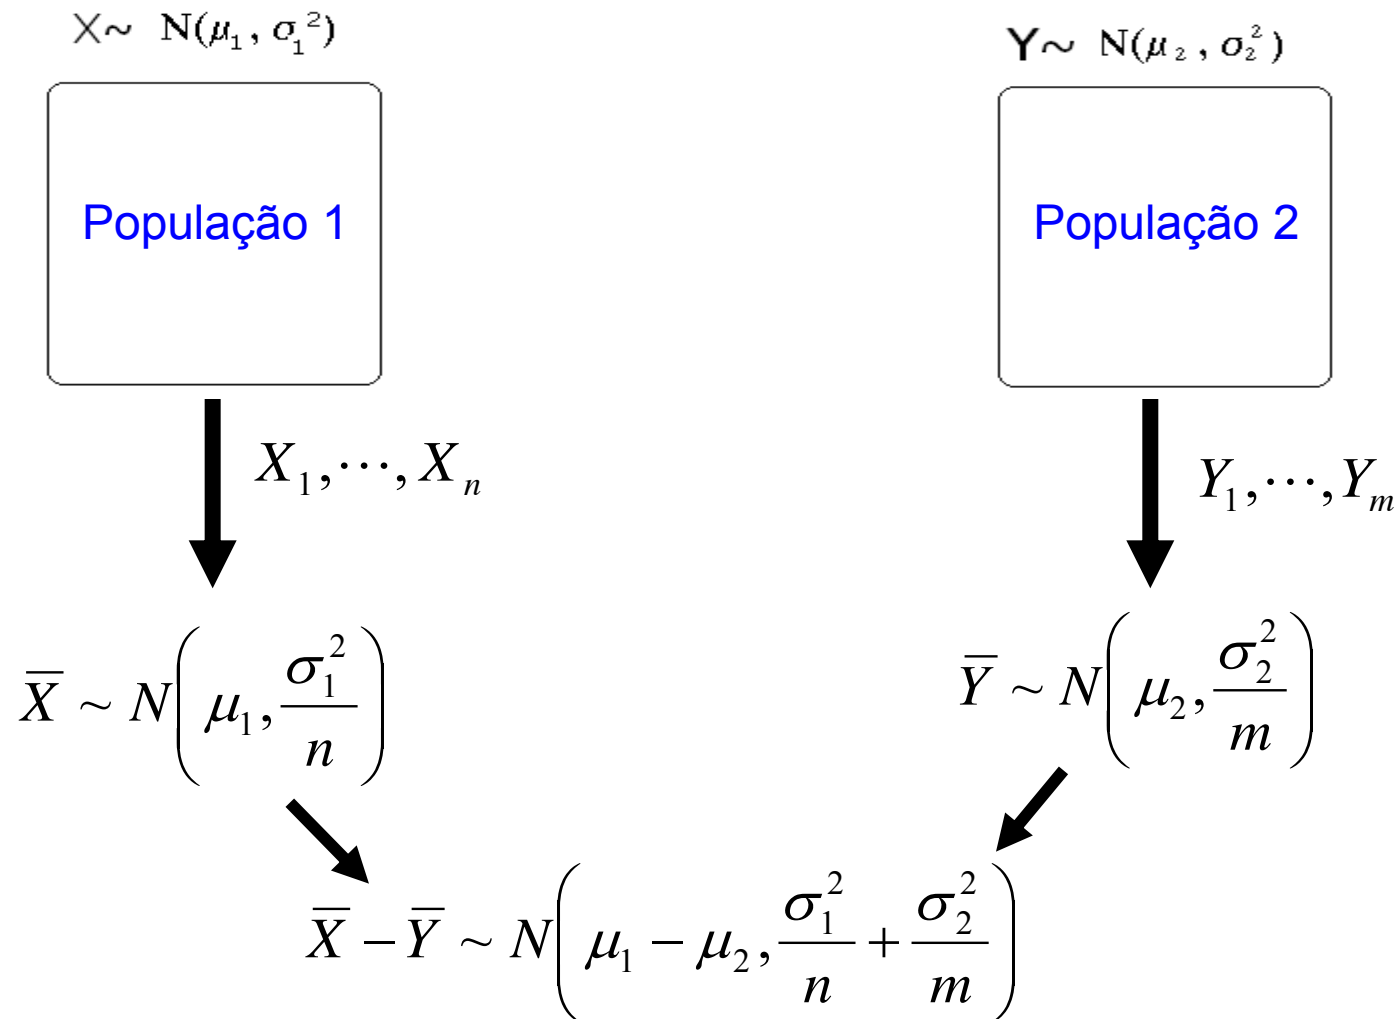 X~ N(μ₁, σ₁²)
Y~ N(μ₂, σ₂²)
População 1
População 2
X₁,⋯,Xₙ
Y₁,⋯,Yₘ
X̅ ~ N(μ₁, σ₁²/n)
Y̅ ~ N(μ₂, σ₂²/m)
X̅ − Y̅ ~ N(μ₁ − μ₂, σ₁²/n + σ₂²/m)